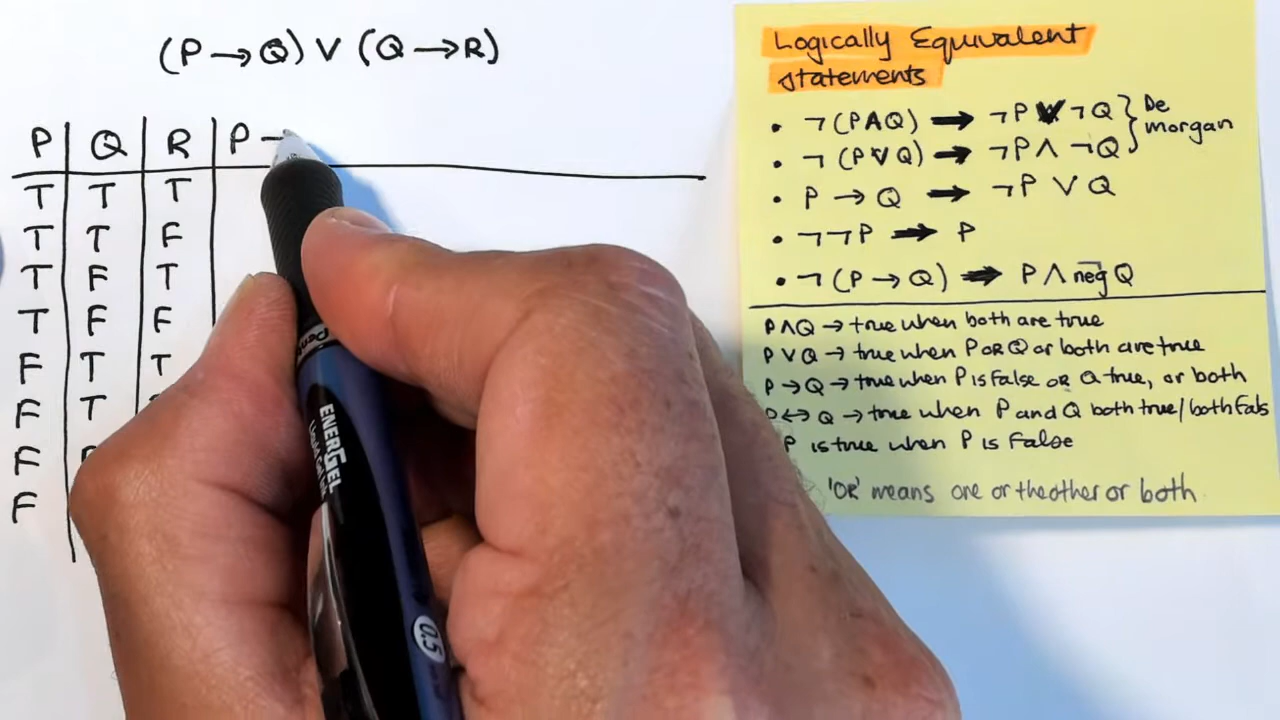 (P → Q) ∨ (Q → R)
P Q R P →
T T T
T T F
T F T
T F F
F T T
F T
F
F
ENERGEL
0.5
Logically Equivalent
statements
• ¬(P∧Q) → ¬P ∨ ¬Q } De
• ¬(P∨Q) → ¬P ∧ ¬Q morgan
• P → Q → ¬P ∨ Q
• ¬¬P → P
• ¬(P → Q) → P ∧ neg Q
P∧Q → true when both are true
P∨Q → true when P OR Q or both are true
P→Q → true when P is False OR Q true, or both
P↔Q → true when P and Q both true/both Fals
P is true when P is False
'OR' means one or the other or both